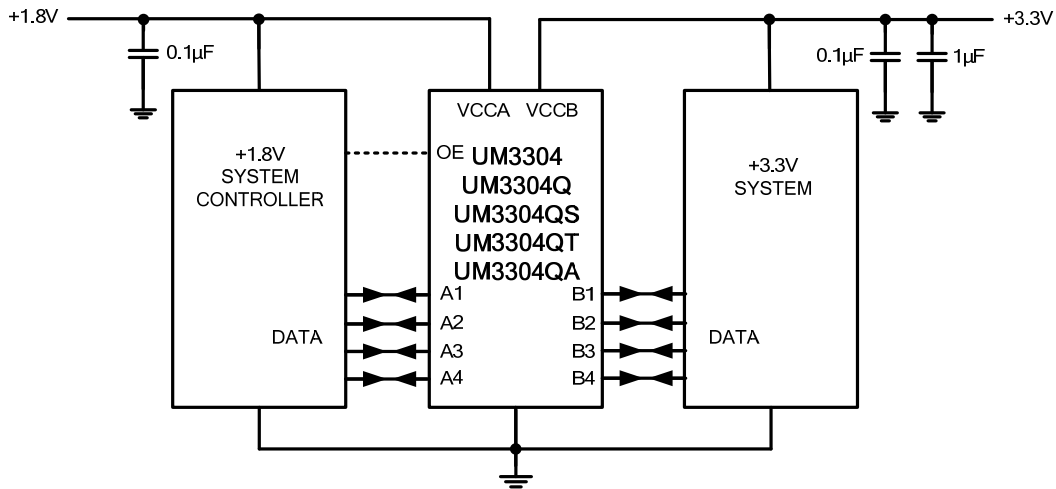 +1.8V
+3.3V
0.1µF
0.1µF
1µF
VCCA
VCCB
+1.8V
SYSTEM
CONTROLLER
OE
UM3304
UM3304Q
UM3304QS
UM3304QT
UM3304QA
+3.3V
SYSTEM
A1
A2
A3
A4
B1
B2
B3
B4
DATA
DATA